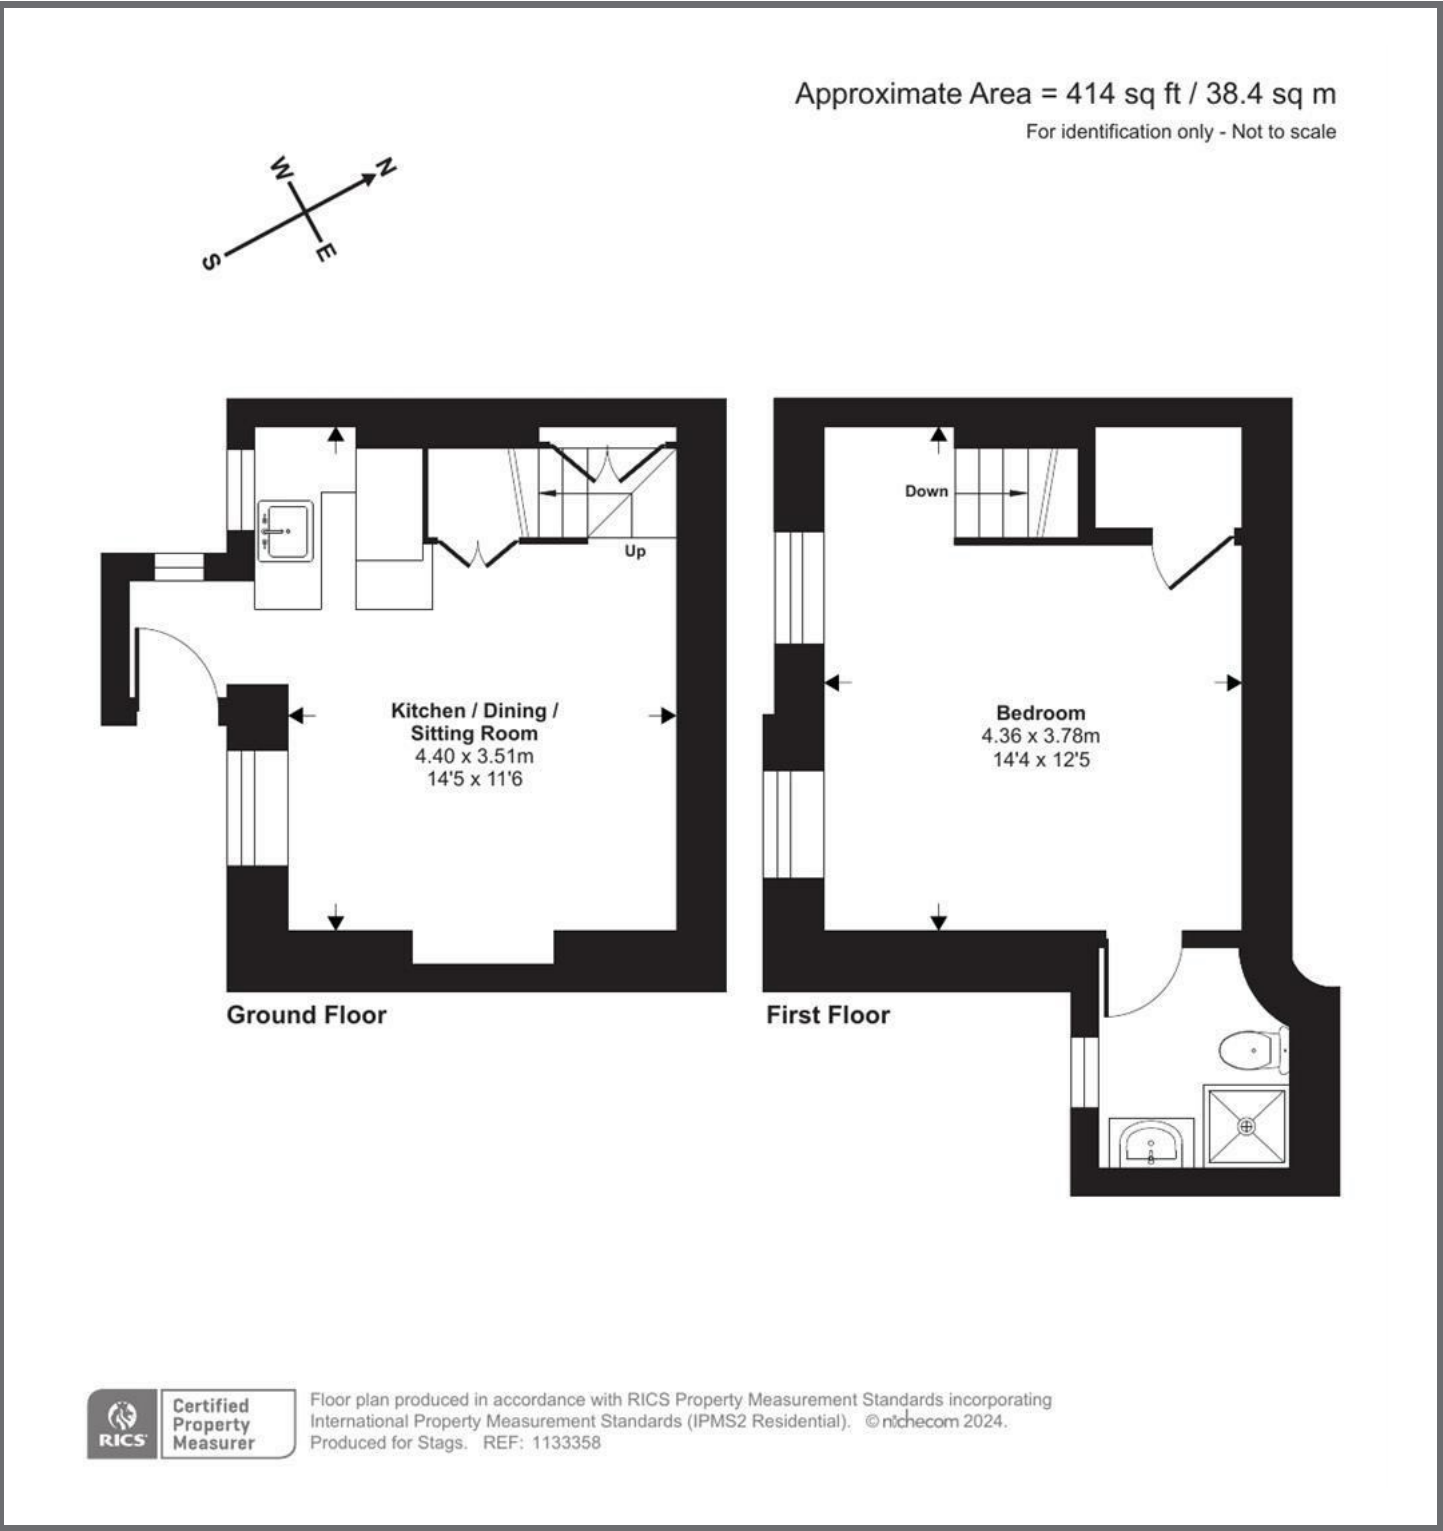 Approximate Area = 414 sq ft / 38.4 sq m
For identification only - Not to scale
W
N
S
E
Down
Up
Kitchen / Dining /
Sitting Room
4.40 x 3.51m
14'5 x 11'6
Bedroom
4.36 x 3.78m
14'4 x 12'5
Ground Floor
First Floor
RICS
Certified
Property
Measurer
Floor plan produced in accordance with RICS Property Measurement Standards incorporating
International Property Measurement Standards (IPMS2 Residential). © nichecom 2024.
Produced for Stags. REF: 1133358